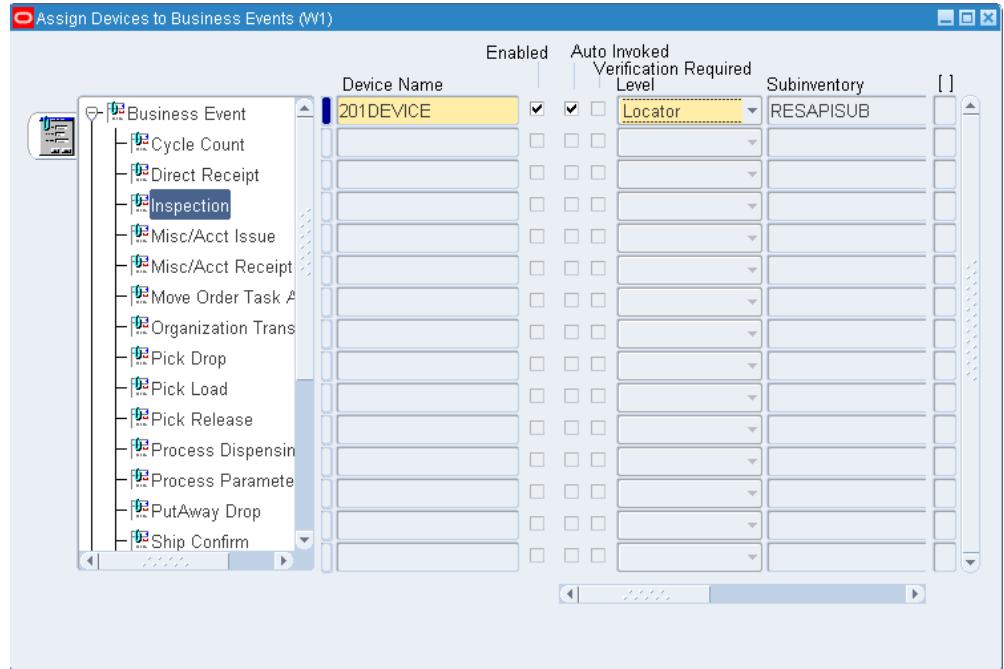 Assign Devices to Business Events (W1)
Enabled
Auto Invoked
Verification Required
Device Name
Level
Subinventory
[ ]
Business Event
Cycle Count
Direct Receipt
Inspection
Misc/Acct Issue
Misc/Acct Receipt
Move Order Task A
Organization Trans
Pick Drop
Pick Load
Pick Release
Process Dispensin
Process Paramete
PutAway Drop
Ship Confirm
201DEVICE
Locator
RESAPISUB